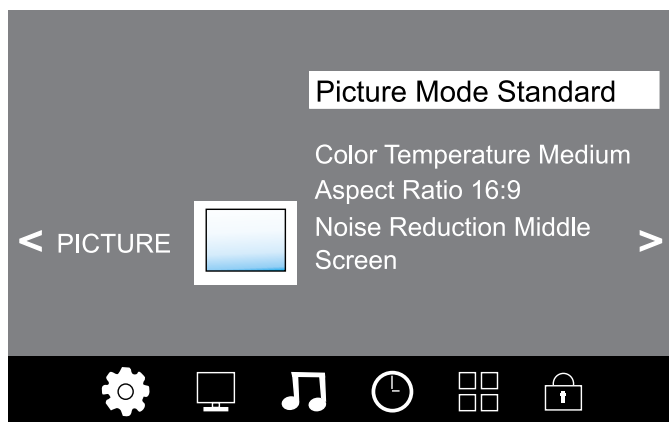 Picture Mode Standard
Color Temperature Medium
Aspect Ratio 16:9
< PICTURE
Noise Reduction Middle
>
Screen